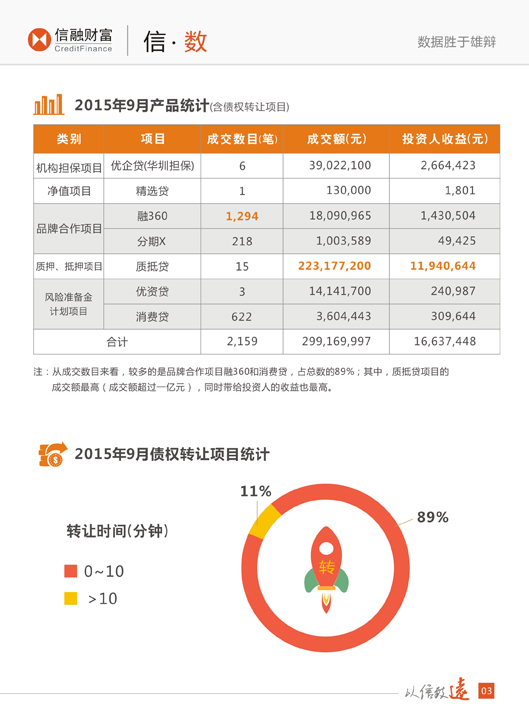 信融财富
CreditFinance
信·数
数据胜于雄辩
2015年9月产品统计(含债权转让项目)
类别 项目 成交数目(笔) 成交额(元) 投资人收益(元)
机构担保项目 优企贷(华圳担保) 6 39,022,100 2,664,423
净值项目 精选贷 1 130,000 1,801
品牌合作项目 融360 1,294 18,090,965 1,430,504
分期X 218 1,003,589 49,425
质押、抵押项目 质抵贷 15 223,177,200 11,940,644
风险准备金
计划项目
优资贷 3 14,141,700 240,987
消费贷 622 3,604,443 309,644
合计 2,159 299,169,997 16,637,448
注：从成交数目来看，较多的是品牌合作项目融360和消费贷，占总数的89%；其中，质抵贷项目的
成交额最高（成交额超过一亿元），同时带给投资人的收益也最高。
2015年9月债权转让项目统计
11%
89%
转让时间(分钟)
0~10
>10
转
以信致远
03